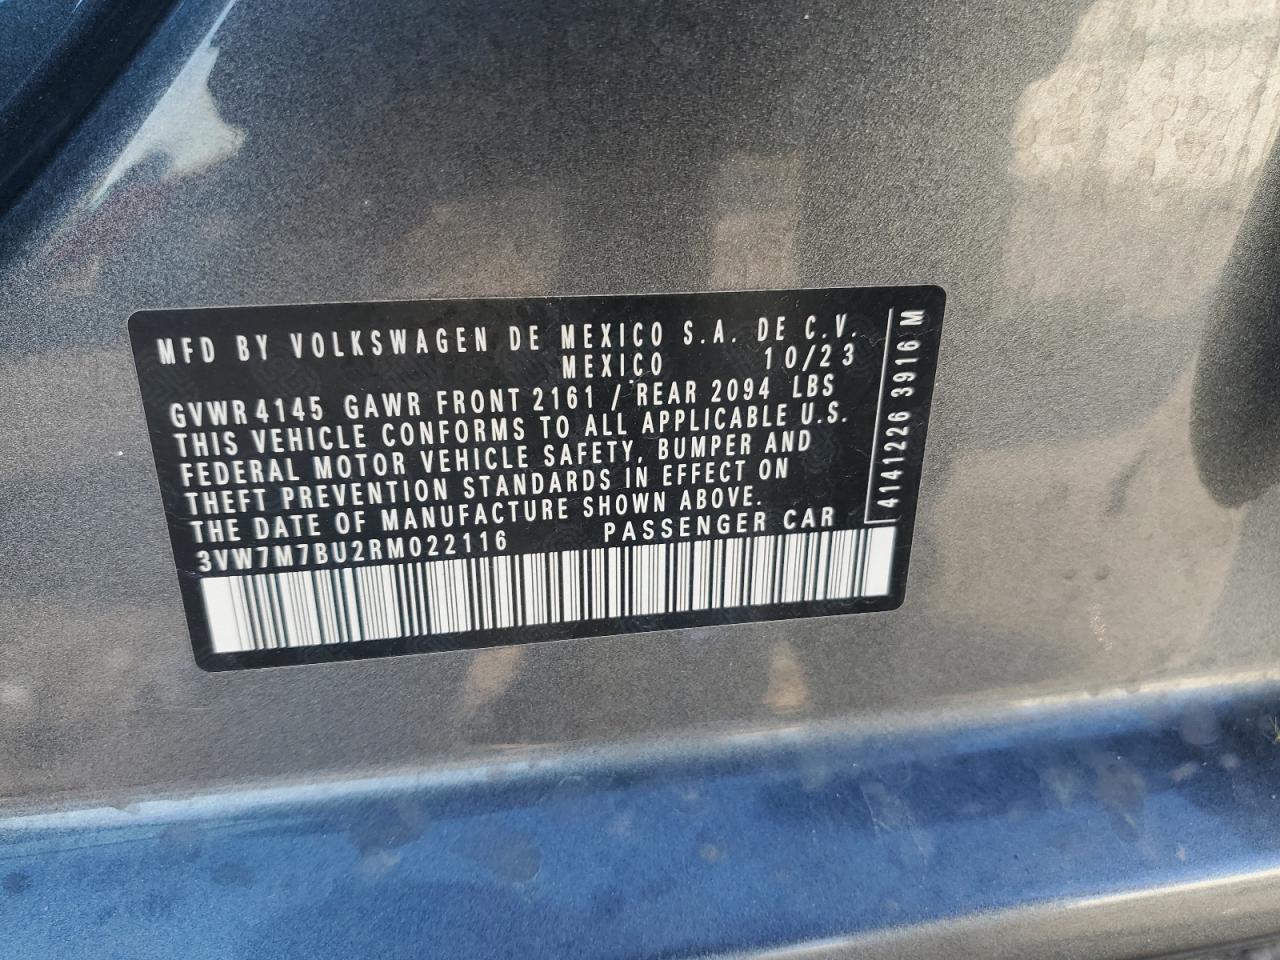 MFD BY VOLKSWAGEN DE MEXICO S.A. DE C.V.
MEXICO 10/23
GVWR 4145 GAWR FRONT 2161 / REAR 2094 LBS
THIS VEHICLE CONFORMS TO ALL APPLICABLE U.S.
FEDERAL MOTOR VEHICLE SAFETY, BUMPER AND
THEFT PREVENTION STANDARDS IN EFFECT ON
THE DATE OF MANUFACTURE SHOWN ABOVE.
3VW7M7BU2RM022116 PASSENGER CAR
4141226 3916 M